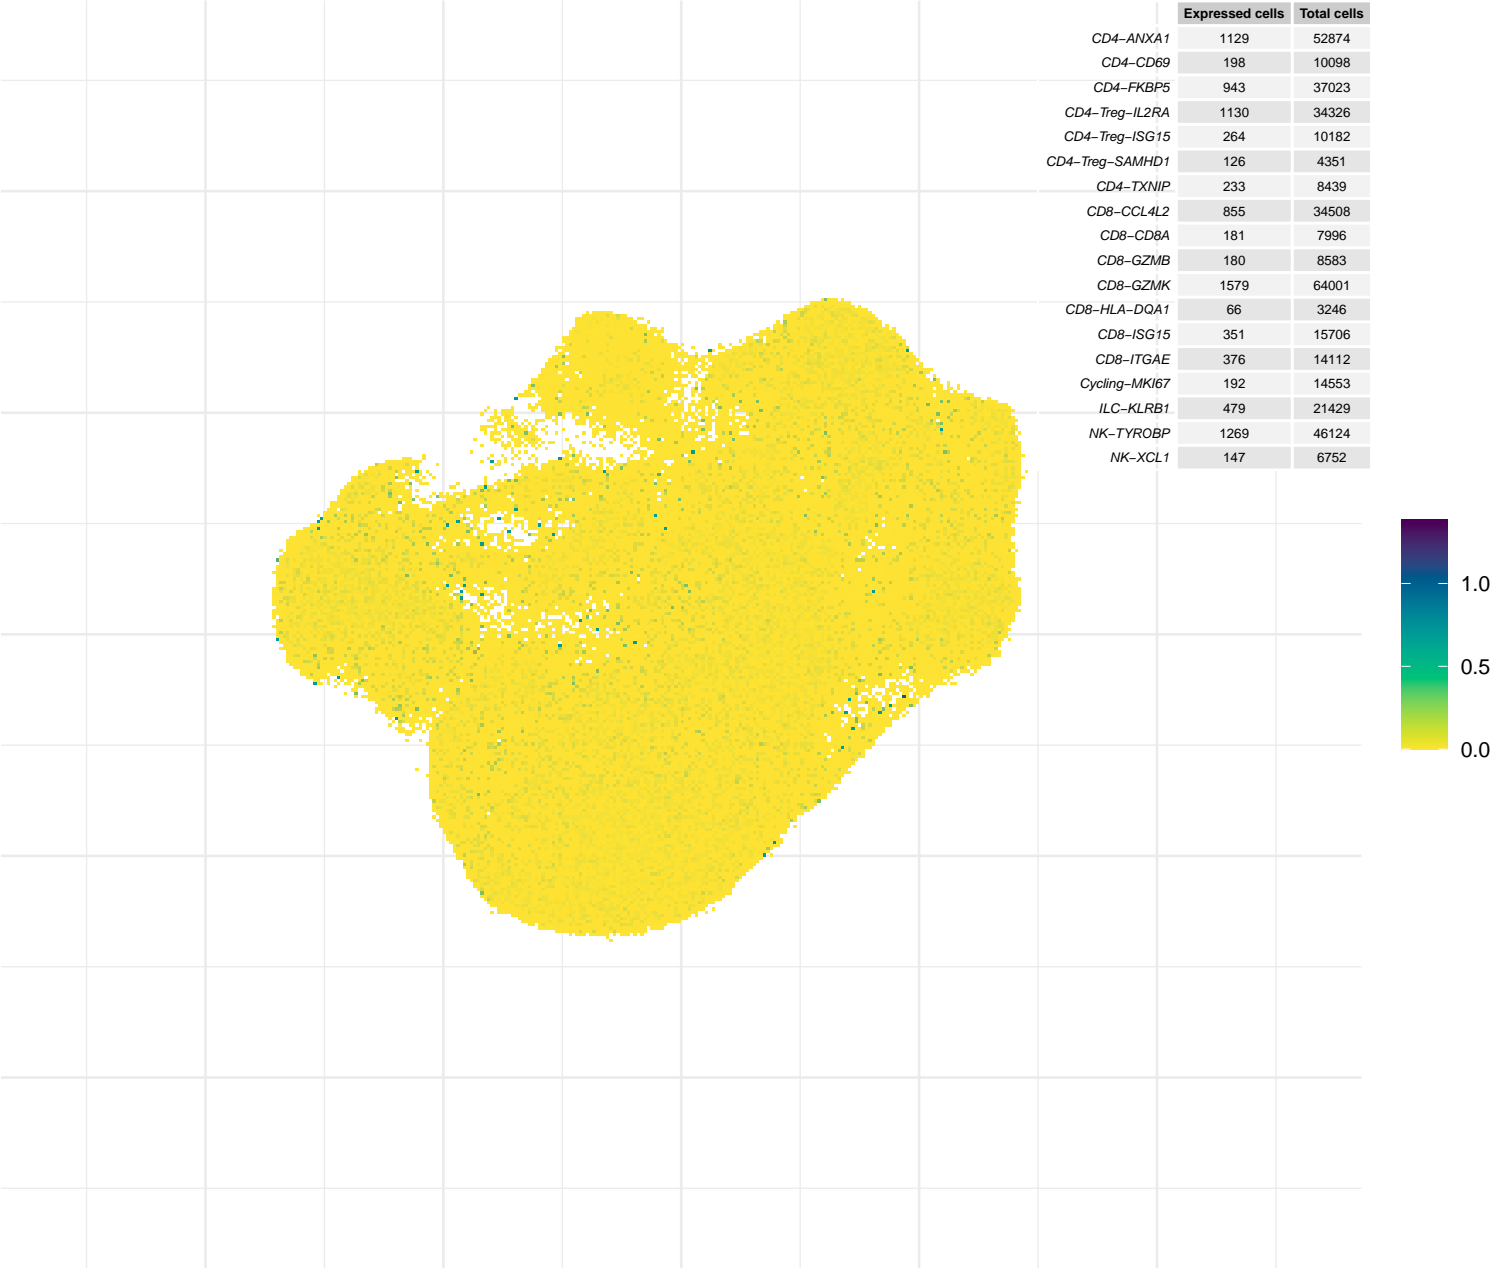 Expressed cells Total cells
CD4−ANXA1 1129 52874
CD4−CD69 198 10098
CD4−FKBP5 943 37023
CD4−Treg−IL2RA 1130 34326
CD4−Treg−ISG15 264 10182
CD4−Treg−SAMHD1 126 4351
CD4−TXNIP 233 8439
CD8−CCL4L2 855 34508
CD8−CD8A 181 7996
CD8−GZMB 180 8583
CD8−GZMK 1579 64001
CD8−HLA−DQA1 66 3246
CD8−ISG15 351 15706
CD8−ITGAE 376 14112
Cycling−MKI67 192 14553
ILC−KLRB1 479 21429
NK−TYROBP 1269 46124
NK−XCL1 147 6752
1.0
0.5
0.0